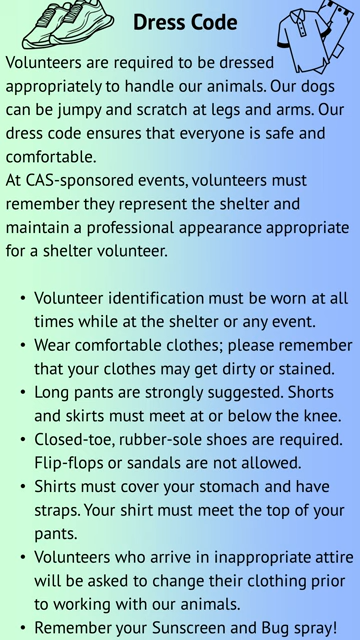 Dress Code
Volunteers are required to be dressed
appropriately to handle our animals. Our dogs
can be jumpy and scratch at legs and arms. Our
dress code ensures that everyone is safe and
comfortable.
At CAS-sponsored events, volunteers must
remember they represent the shelter and
maintain a professional appearance appropriate
for a shelter volunteer.
• Volunteer identification must be worn at all
times while at the shelter or any event.
• Wear comfortable clothes; please remember
that your clothes may get dirty or stained.
• Long pants are strongly suggested. Shorts
and skirts must meet at or below the knee.
• Closed-toe, rubber-sole shoes are required.
Flip-flops or sandals are not allowed.
• Shirts must cover your stomach and have
straps. Your shirt must meet the top of your
pants.
• Volunteers who arrive in inappropriate attire
will be asked to change their clothing prior
to working with our animals.
• Remember your Sunscreen and Bug spray!